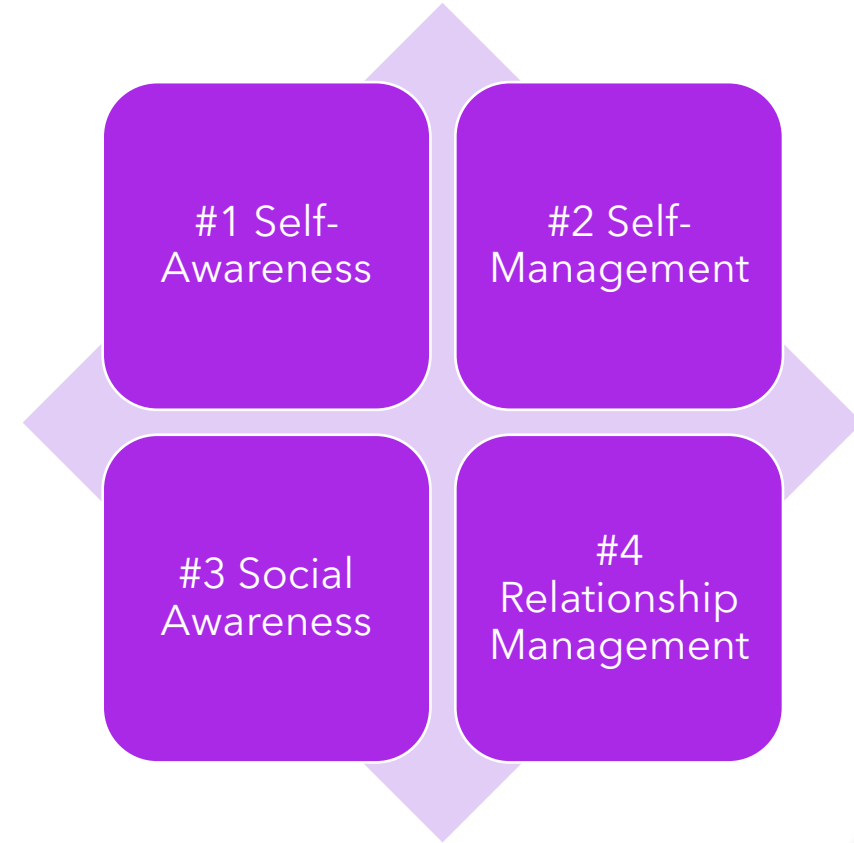 #1 Self-
Awareness
#2 Self-
Management
#3 Social
Awareness
#4
Relationship
Management